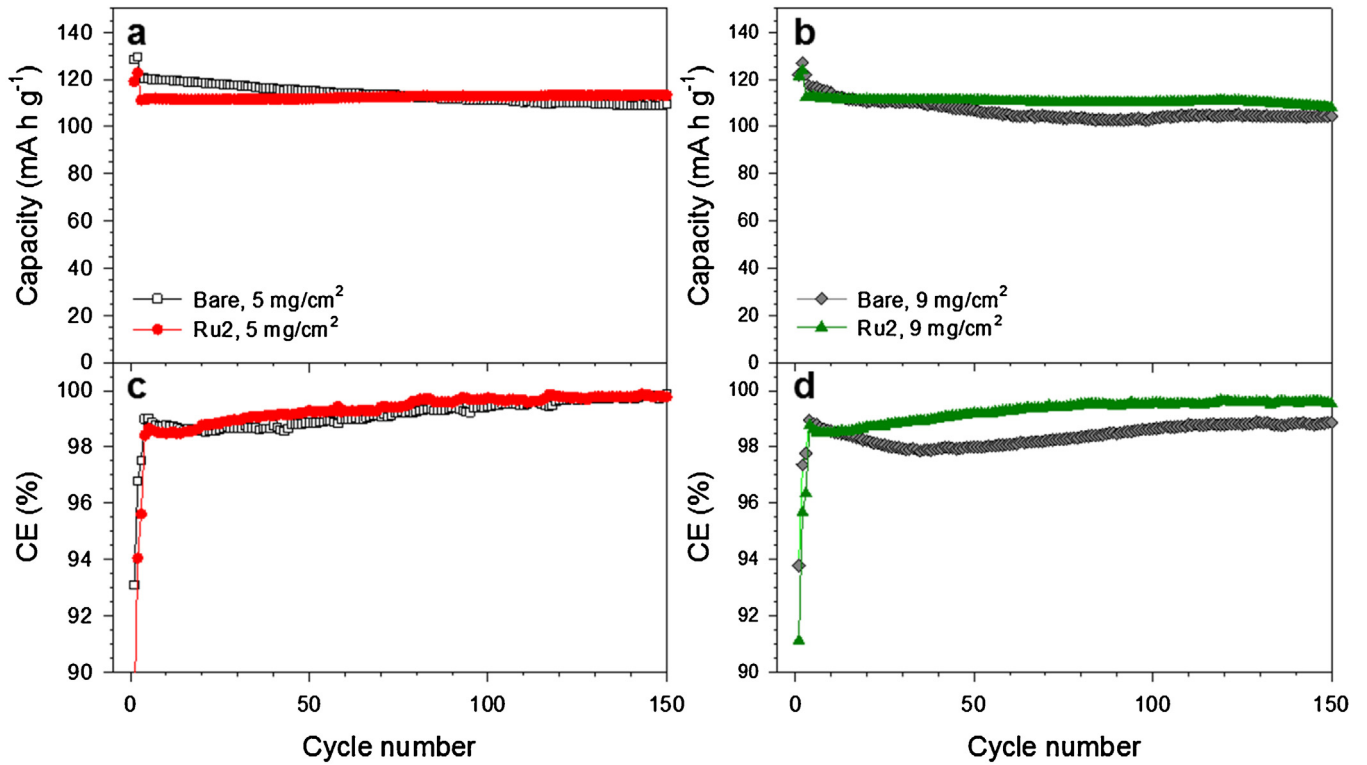 a
140
120
100
80
60
40
20
0
Capacity (mA h g⁻¹)
Bare, 5 mg/cm²
Ru2, 5 mg/cm²
b
140
120
100
80
60
40
20
0
Capacity (mA h g⁻¹)
Bare, 9 mg/cm²
Ru2, 9 mg/cm²
c
100
98
96
94
92
90
CE (%)
0 50 100 150
Cycle number
d
100
98
96
94
92
90
CE (%)
0 50 100 150
Cycle number